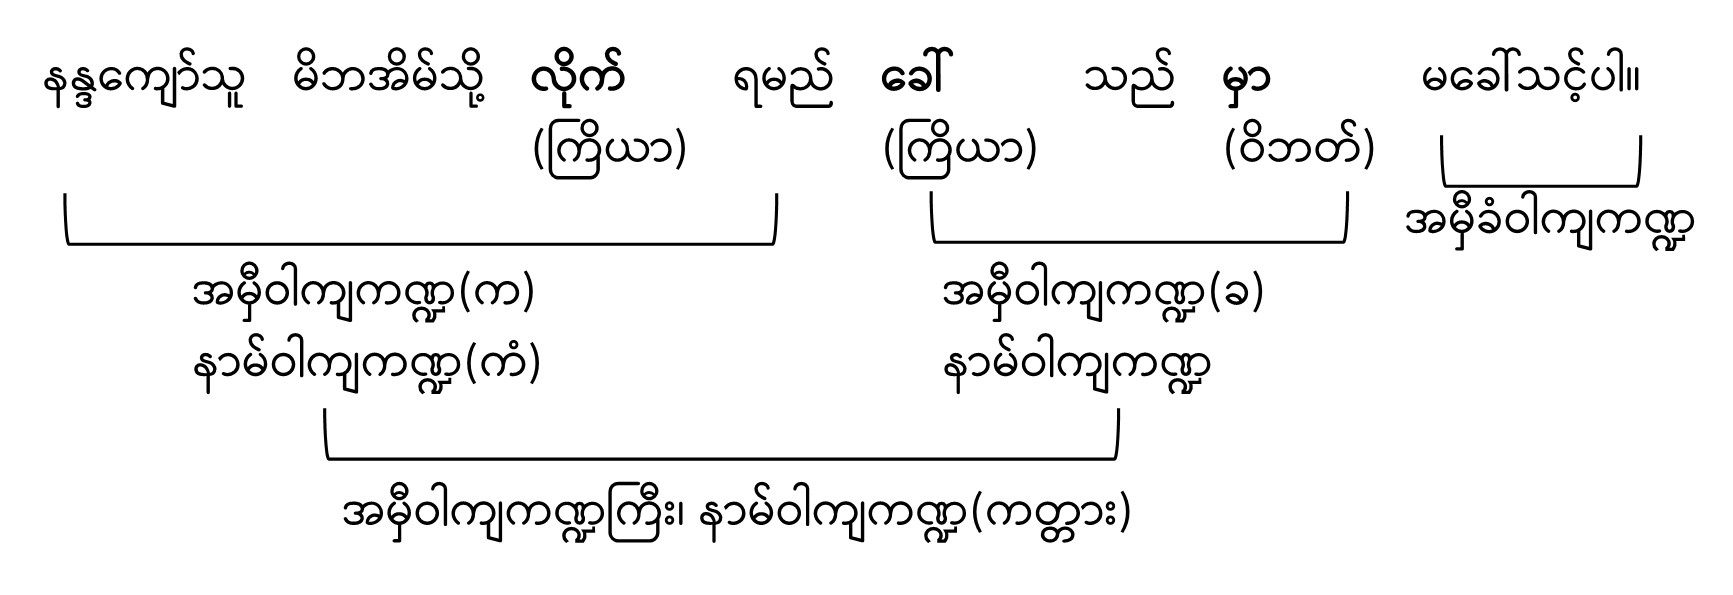 နန္ဒကျော်သူ မိဘအိမ်သို့ လိုက် ရမည် ခေါ် သည် မှာ မခေါ်သင့်ပါ။
(ကြိယာ) (ကြိယာ) (ဝိဘတ်)
အမှီခံဝါကျကဏ္ဍ
အမှီဝါကျကဏ္ဍ(က) အမှီဝါကျကဏ္ဍ(ခ)
နာမ်ဝါကျကဏ္ဍ(ကံ) နာမ်ဝါကျကဏ္ဍ
အမှီဝါကျကဏ္ဍကြီး၊ နာမ်ဝါကျကဏ္ဍ(ကတ္တား)